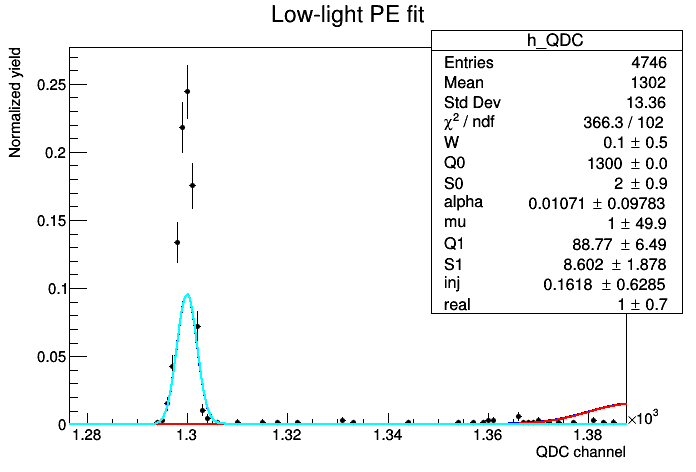 Low-light PE fit
h_QDC
Entries 4746
Mean 1302
Std Dev 13.36
χ² / ndf 366.3 / 102
W 0.1 ± 0.5
Q0 1300 ± 0.0
S0 2 ± 0.9
alpha 0.01071 ± 0.09783
mu 1 ± 49.9
Q1 88.77 ± 6.49
S1 8.602 ± 1.878
inj 0.1618 ± 0.6285
real 1 ± 0.7
Normalized yield
0.25
0.2
0.15
0.1
0.05
0
1.28 1.3 1.32 1.34 1.36 1.38 ×10³
QDC channel